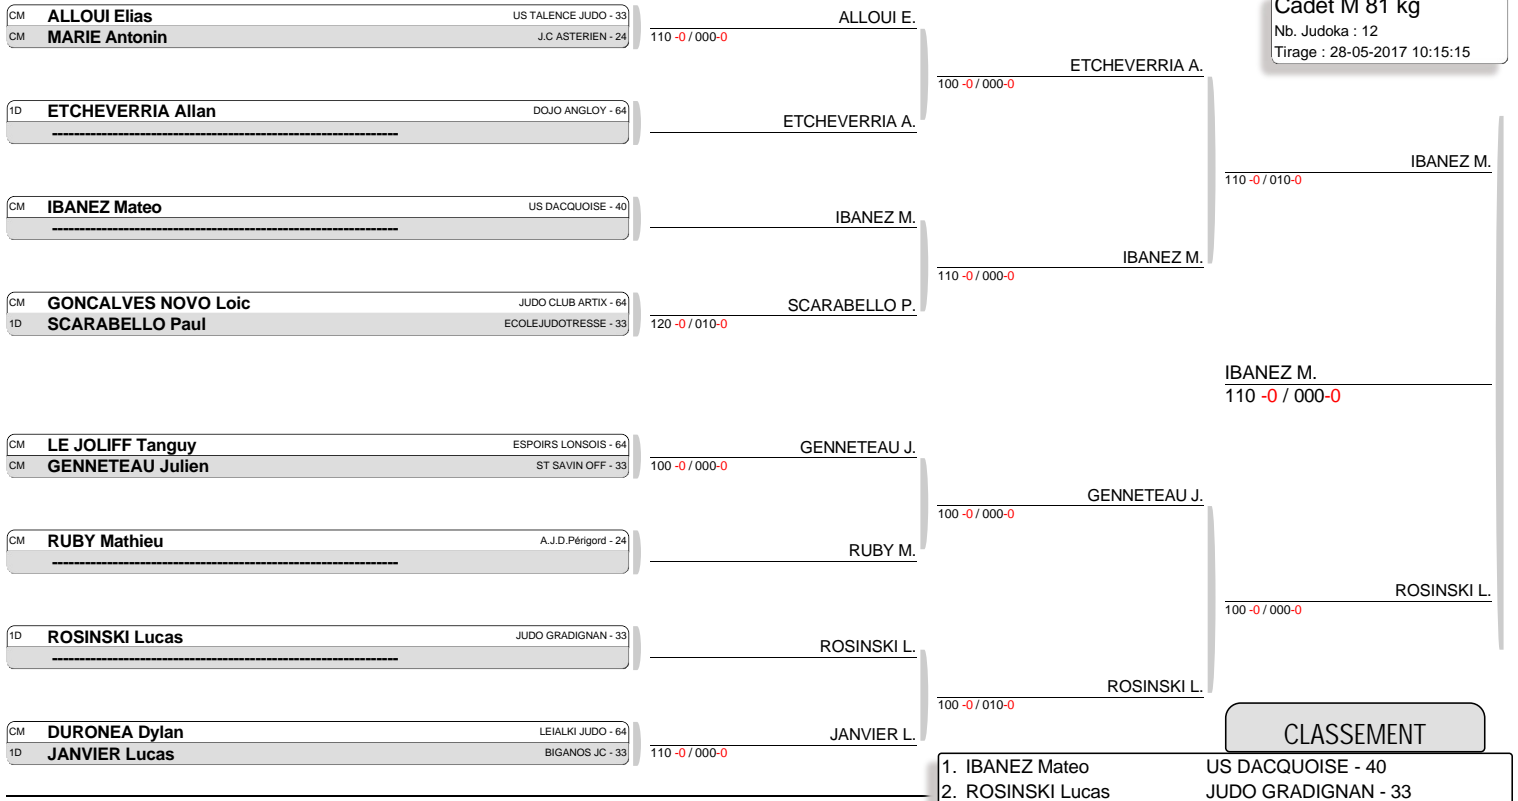 Cadet M 81 kg
Nb. Judoka : 12
Tirage : 28-05-2017 10:15:15
CM ALLOUI Elias US TALENCE JUDO - 33
CM MARIE Antonin J.C ASTERIEN - 24
ALLOUI E.
110 -0 / 000-0
1D ETCHEVERRIA Allan DOJO ANGLOY - 64
------------------------------------------------------------------
ETCHEVERRIA A.
ETCHEVERRIA A.
100 -0 / 000-0
CM IBANEZ Mateo US DACQUOISE - 40
------------------------------------------------------------------
IBANEZ M.
CM GONCALVES NOVO Loic JUDO CLUB ARTIX - 64
1D SCARABELLO Paul ECOLEJUDOTRESSE - 33
SCARABELLO P.
120 -0 / 010-0
IBANEZ M.
110 -0 / 000-0
IBANEZ M.
110 -0 / 010-0
IBANEZ M.
110 -0 / 000-0
CM LE JOLIFF Tanguy ESPOIRS LONSOIS - 64
CM GENNETEAU Julien ST SAVIN OFF - 33
GENNETEAU J.
100 -0 / 000-0
CM RUBY Mathieu A.J.D.Périgord - 24
------------------------------------------------------------------
RUBY M.
GENNETEAU J.
100 -0 / 000-0
1D ROSINSKI Lucas JUDO GRADIGNAN - 33
------------------------------------------------------------------
ROSINSKI L.
CM DURONEA Dylan LEIALKI JUDO - 64
1D JANVIER Lucas BIGANOS JC - 33
JANVIER L.
110 -0 / 000-0
ROSINSKI L.
100 -0 / 010-0
ROSINSKI L.
100 -0 / 000-0
CLASSEMENT
1. IBANEZ Mateo US DACQUOISE - 40
2. ROSINSKI Lucas JUDO GRADIGNAN - 33